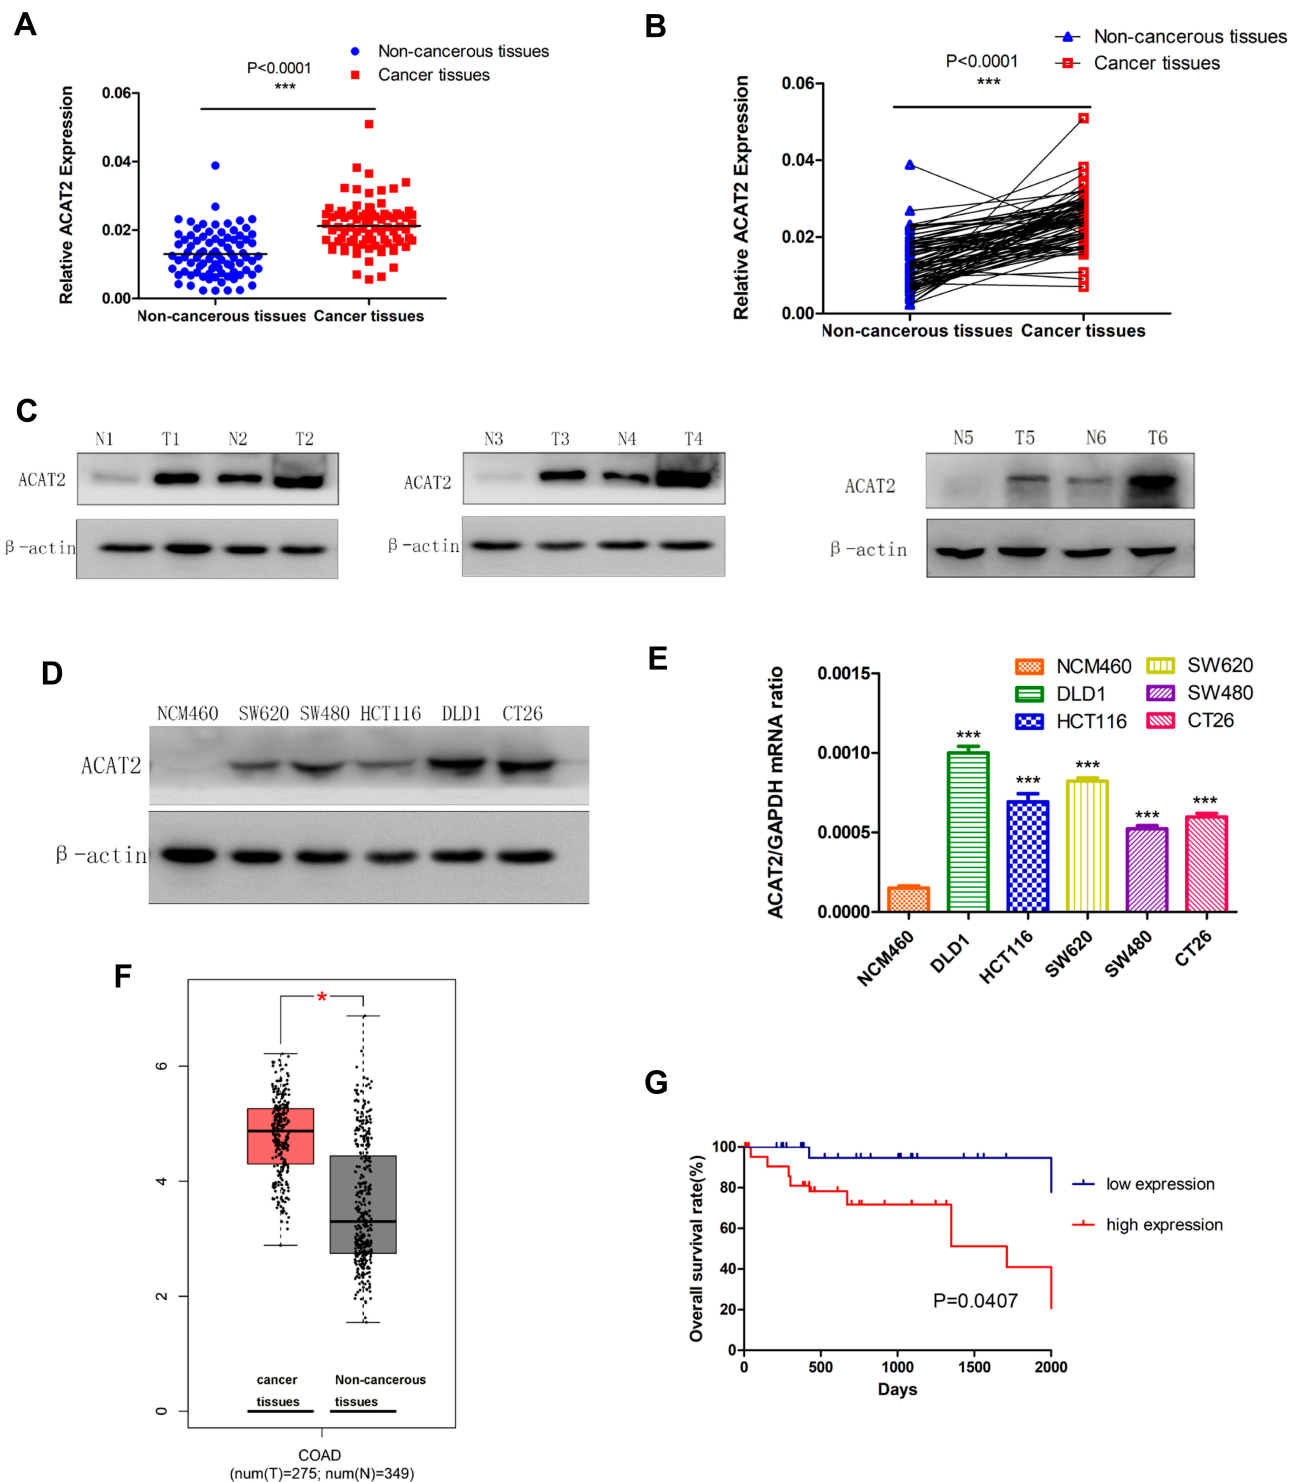 A
Non-cancerous tissues
Cancer tissues
P<0.0001
***
Relative ACAT2 Expression
0.06
0.04
0.02
0.00
Non-cancerous tissues Cancer tissues
B
Non-cancerous tissues
Cancer tissues
P<0.0001
***
Relative ACAT2 Expression
0.06
0.04
0.02
0.00
Non-cancerous tissues Cancer tissues
C
N1 T1 N2 T2
ACAT2
β-actin
N3 T3 N4 T4
ACAT2
β-actin
N5 T5 N6 T6
ACAT2
β-actin
D
NCM460 SW620 SW480 HCT116 DLD1 CT26
ACAT2
β-actin
E
NCM460
DLD1
HCT116
SW620
SW480
CT26
ACAT2/GAPDH mRNA ratio
0.0015
0.0010
0.0005
0.0000
***
***
***
***
***
NCM460
DLD1
HCT116
SW620
SW480
CT26
F
*
6
4
2
0
cancer
tissues
Non-cancerous
tissues
COAD
(num(T)=275; num(N)=349)
G
Overall survival rate(%)
100
80
60
40
20
0
0 500 1000 1500 2000
Days
low expression
high expression
P=0.0407